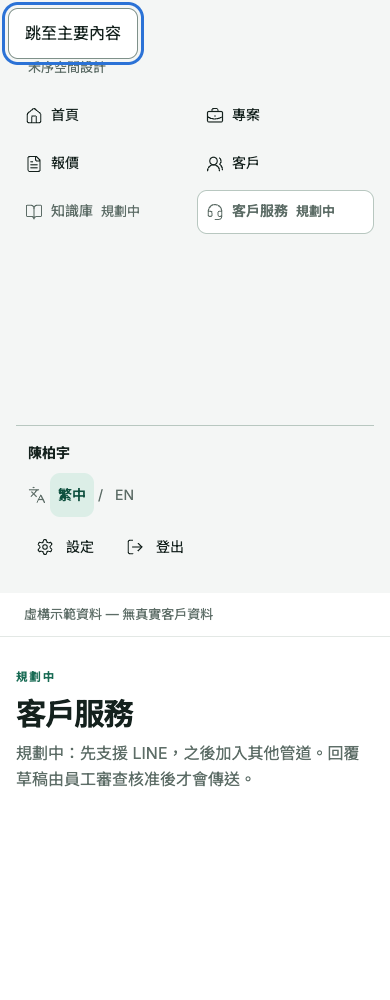 跳至主要內容
禾序空間設計
首頁
專案
報價
客戶
知識庫 規劃中
客戶服務 規劃中
陳柏宇
繁中 / EN
設定 登出
虛構示範資料 — 無真實客戶資料
規劃中
客戶服務
規劃中：先支援 LINE，之後加入其他管道。回覆
草稿由員工審查核准後才會傳送。